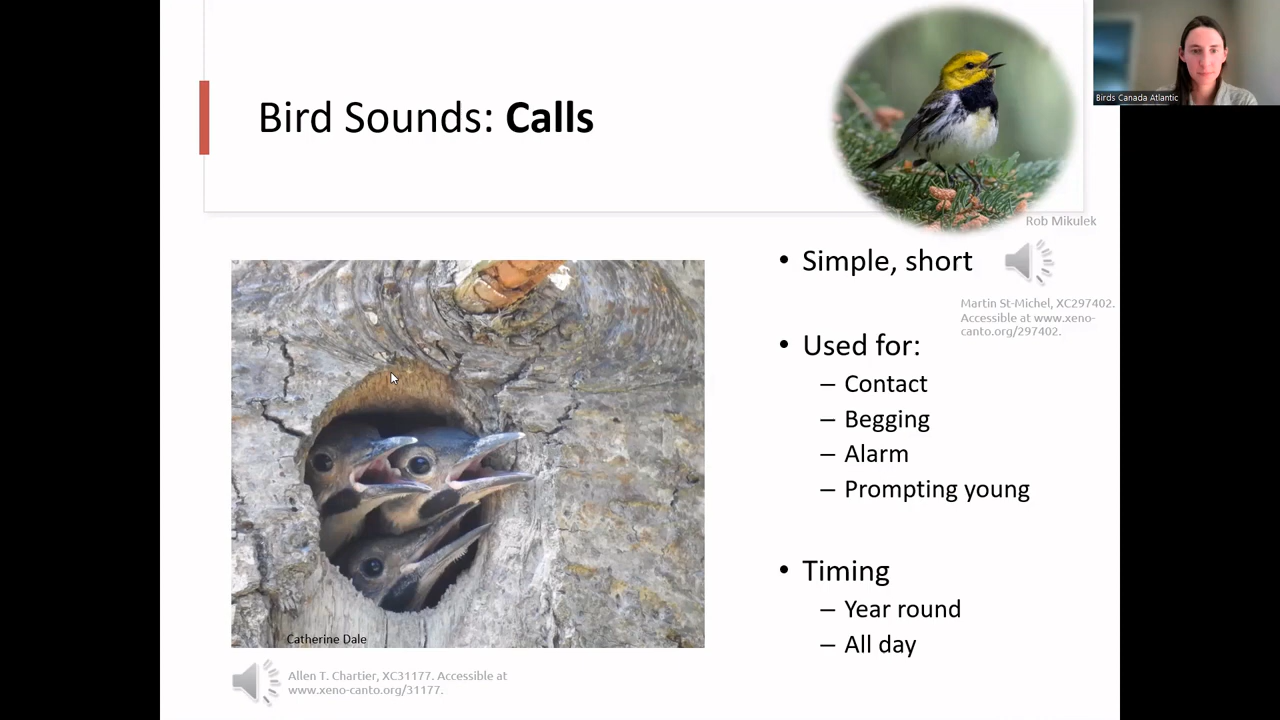 Birds Canada Atlantic
Bird Sounds: Calls
Rob Mikulek
• Simple, short
Martin St-Michel, XC297402.
Accessible at www.xeno-
canto.org/297402.
• Used for:
– Contact
– Begging
– Alarm
– Prompting young
• Timing
– Year round
– All day
Catherine Dale
Allen T. Chartier, XC31177. Accessible at
www.xeno-canto.org/31177.